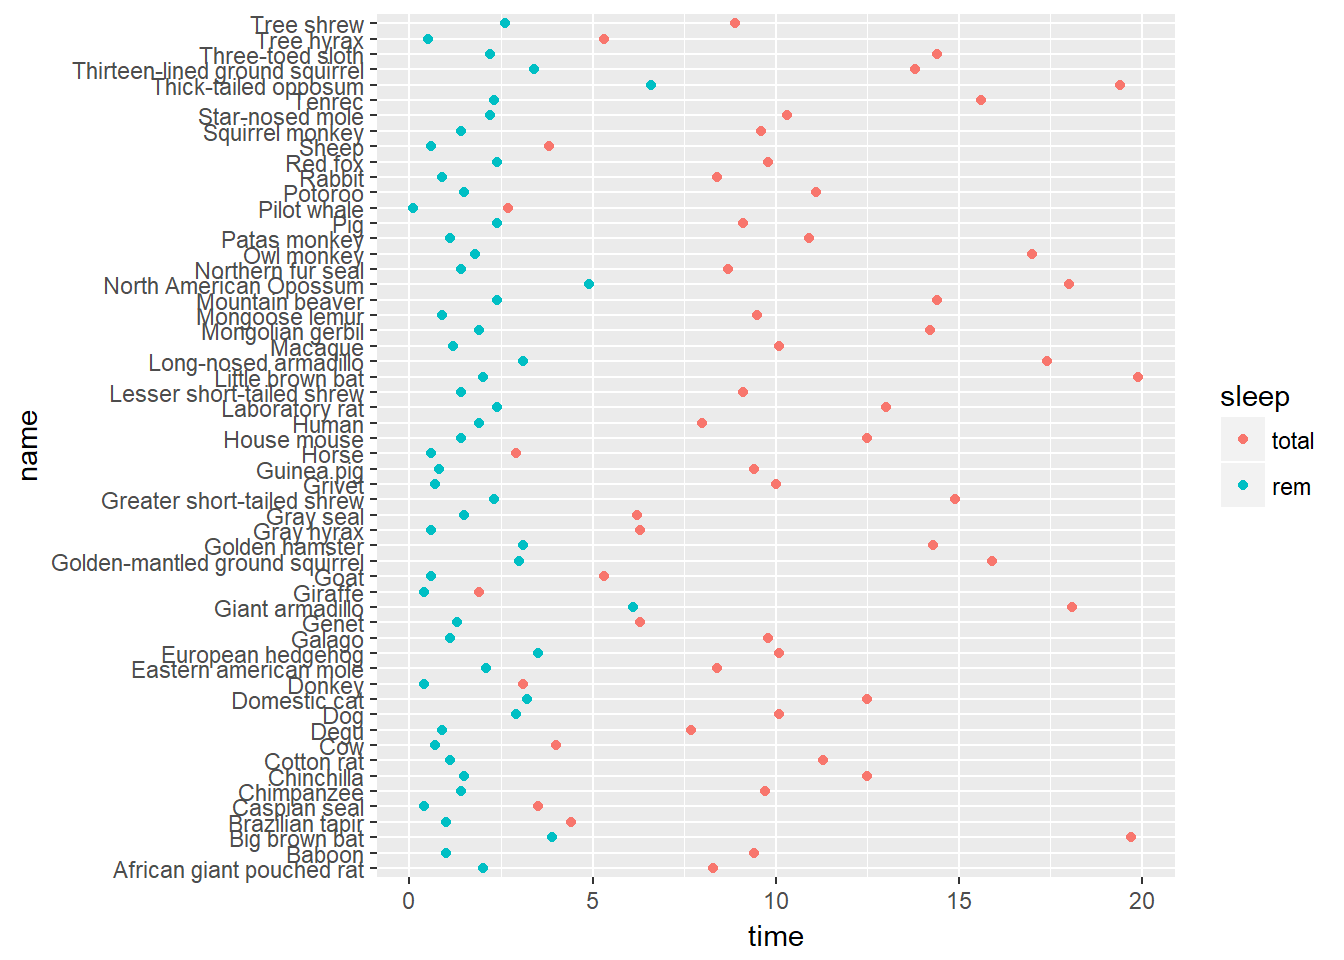 Tree shrew
Tree hyrax
Three-toed sloth
Thirteen-lined ground squirrel
Thick-tailed opposum
Tenrec
Star-nosed mole
Squirrel monkey
Sheep
Red fox
Rabbit
Potoroo
Pilot whale
Pig
Patas monkey
Owl monkey
Northern fur seal
North American Opossum
Mountain beaver
Mongoose lemur
Mongolian gerbil
Macaque
Long-nosed armadillo
Little brown bat
Lesser short-tailed shrew
Laboratory rat
Human
House mouse
Horse
Guinea pig
Grivet
Greater short-tailed shrew
Gray seal
Gray hyrax
Golden hamster
Golden-mantled ground squirrel
Goat
Giraffe
Giant armadillo
Genet
Galago
European hedgehog
Eastern american mole
Donkey
Domestic cat
Dog
Degu
Cow
Cotton rat
Chinchilla
Chimpanzee
Caspian seal
Brazilian tapir
Big brown bat
Baboon
African giant pouched rat
name
0 5 10 15 20
time
sleep
total
rem